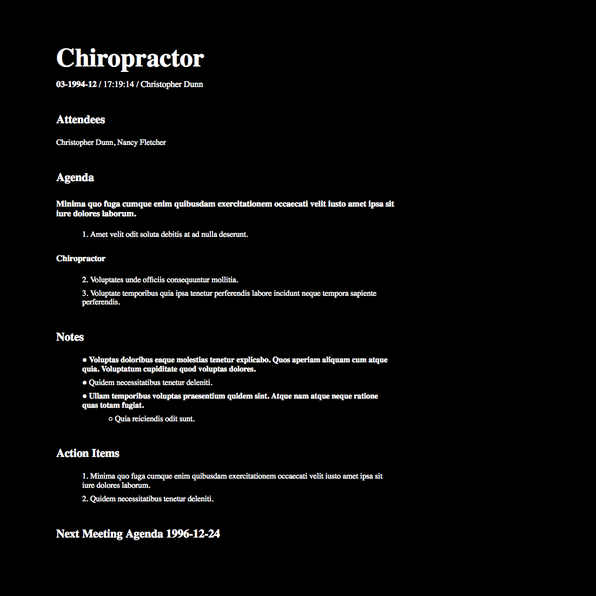 Chiropractor
03-1994-12 / 17:19:14 / Christopher Dunn
Attendees
Christopher Dunn, Nancy Fletcher
Agenda
Minima quo fuga cumque enim quibusdam exercitationem occaecati velit iusto amet ipsa sit
iure dolores laborum.
1. Amet velit odit soluta debitis at ad nulla deserunt.
Chiropractor
2. Voluptates unde officiis consequuntur mollitia.
3. Voluptate temporibus quia ipsa tenetur perferendis labore incidunt neque tempora sapiente
perferendis.
Notes
● Voluptas doloribus eaque molestias tenetur explicabo. Quos aperiam aliquam cum atque
quia. Voluptatum cupiditate quod voluptas dolores.
● Quidem necessitatibus tenetur deleniti.
● Ullam temporibus voluptas praesentium quidem sint. Atque nam atque neque ratione
quas totam fugiat.
○ Quia reiciendis odit sunt.
Action Items
1. Minima quo fuga cumque enim quibusdam exercitationem occaecati velit iusto amet ipsa sit
iure dolores laborum.
2. Quidem necessitatibus tenetur deleniti.
Next Meeting Agenda 1996-12-24